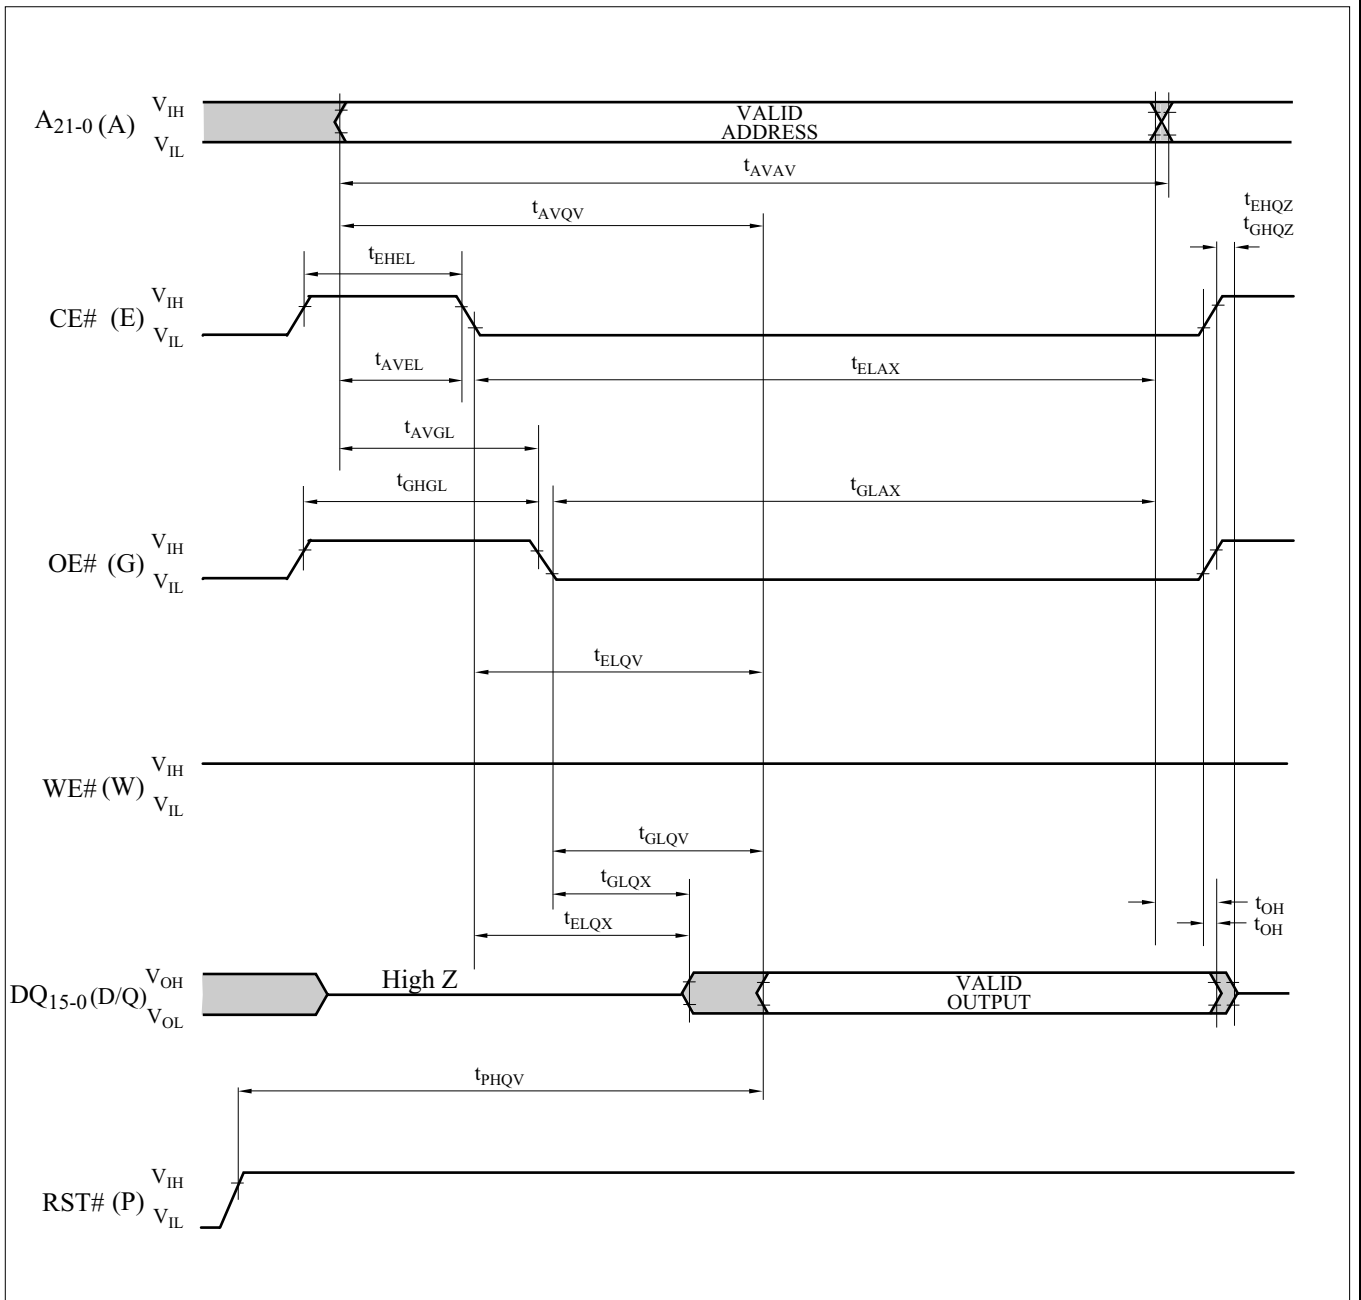 VIH
A21-0 (A)
VIL
VALID
ADDRESS
tAVAV
tAVQV
tEHQZ
tGHQZ
tEHEL
VIH
CE# (E)
VIL
tAVEL
tELAX
tAVGL
tGHGL
tGLAX
VIH
OE# (G)
VIL
tELQV
VIH
WE# (W)
VIL
tGLQV
tGLQX
tOH
tELQX
tOH
VOH
DQ15-0 (D/Q)
VOL
High Z
VALID
OUTPUT
tPHQV
VIH
RST# (P)
VIL